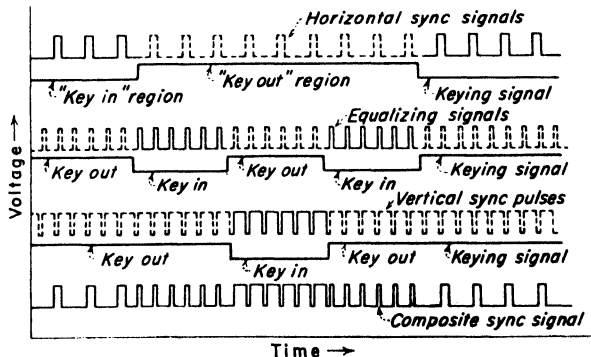 Horizontal sync signals
"Key in" region
"Key out" region
Keying signal
Equalizing signals
Key out
Key in
Key out
Key in
Keying signal
Vertical sync pulses
Key out
Key in
Key out
Keying signal
Composite sync signal
Voltage
Time